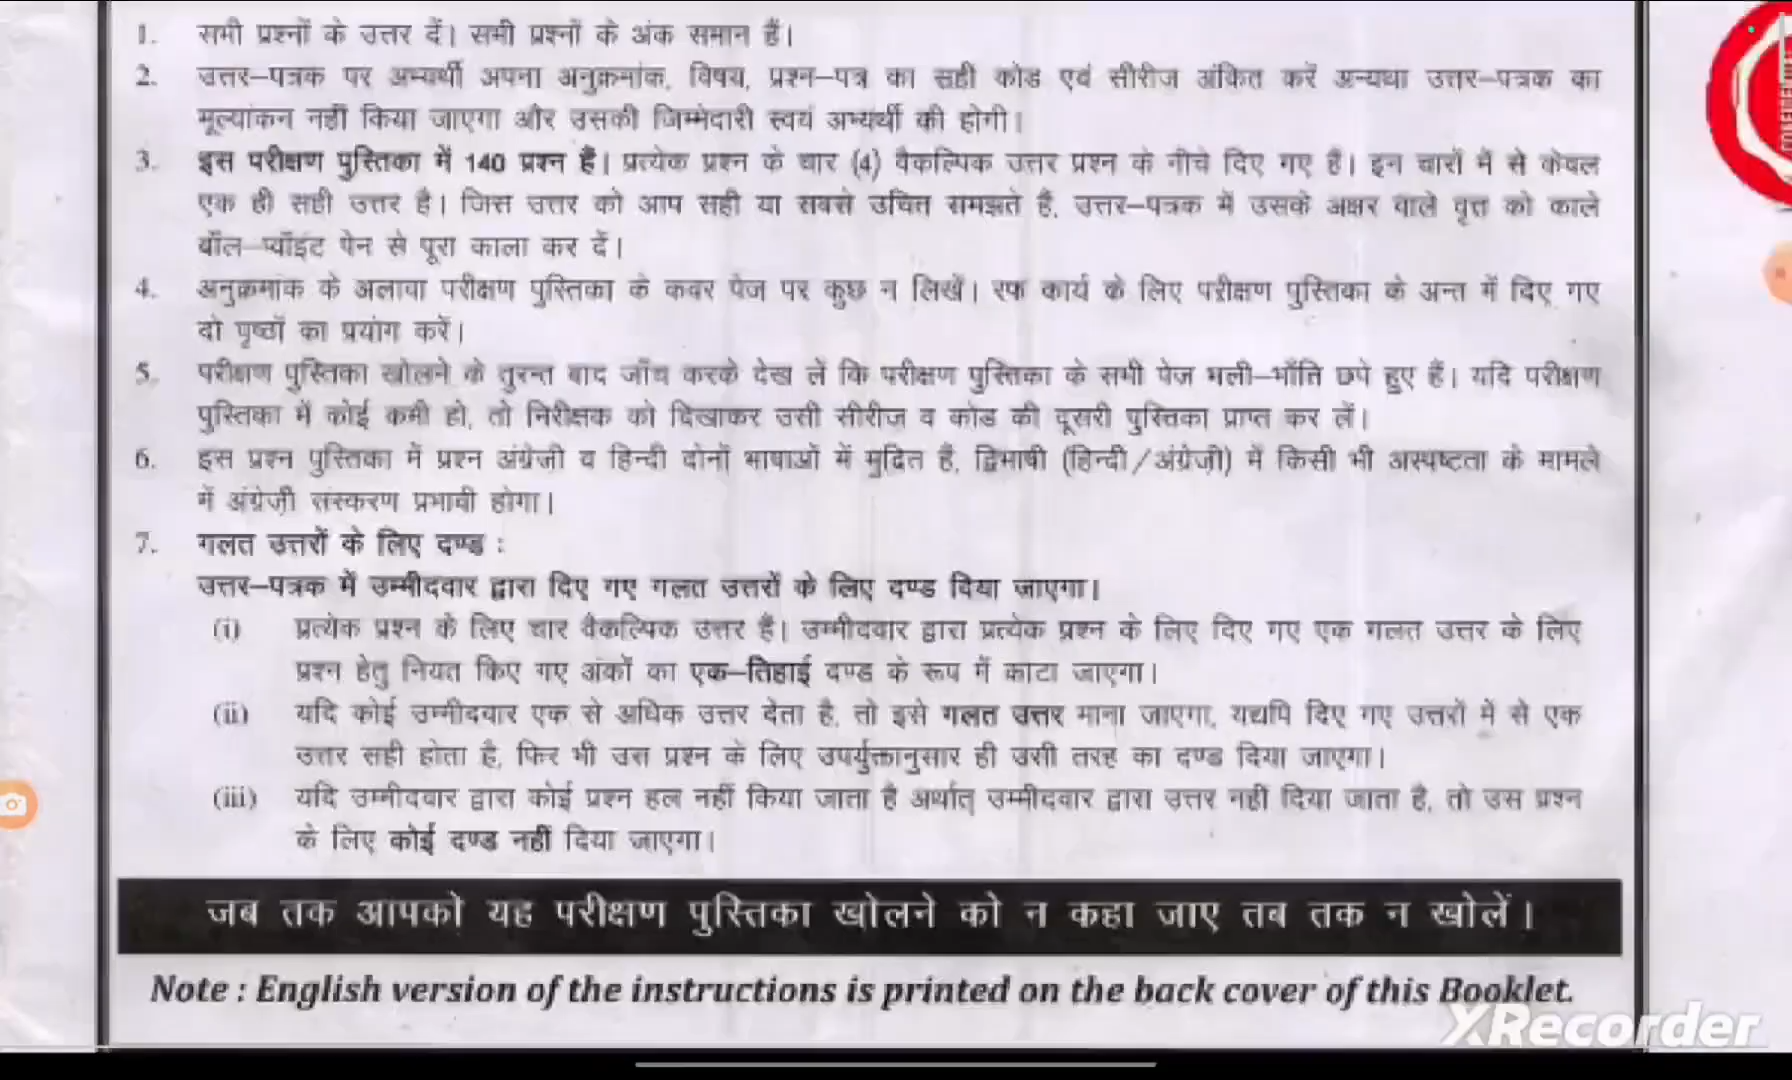 1. सभी प्रश्नों के उत्तर दें। सभी प्रश्नों के अंक समान हैं।
2. उत्तर–पत्रक पर अभ्यर्थी अपना अनुक्रमांक, विषय, प्रश्न–पत्र का सही कोड एवं सीरीज अंकित करें अन्यथा उत्तर–पत्रक का
मूल्यांकन नहीं किया जाएगा और उसकी जिम्मेदारी स्वयं अभ्यर्थी की होगी।
3. इस परीक्षण पुस्तिका में 140 प्रश्न हैं। प्रत्येक प्रश्न के चार (4) वैकल्पिक उत्तर प्रश्न के नीचे दिए गए हैं। इन चारों में से केवल
एक ही सही उत्तर है। जिस उत्तर को आप सही या सबसे उचित समझते हैं, उत्तर–पत्रक में उसके अक्षर वाले वृत्त को काले
बॉल–प्वॉइंट पेन से पूरा काला कर दें।
4. अनुक्रमांक के अलावा परीक्षण पुस्तिका के कवर पेज पर कुछ न लिखें। रफ कार्य के लिए परीक्षण पुस्तिका के अन्त में दिए गए
दो पृष्ठों का प्रयोग करें।
5. परीक्षण पुस्तिका खोलने के तुरन्त बाद जाँच करके देख लें कि परीक्षण पुस्तिका के सभी पेज भली–भाँति छपे हुए हैं। यदि परीक्षण
पुस्तिका में कोई कमी हो, तो निरीक्षक को दिखाकर उसी सीरीज व कोड की दूसरी पुस्तिका प्राप्त कर लें।
6. इस प्रश्न पुस्तिका में प्रश्न अंग्रेज़ी व हिन्दी दोनों भाषाओं में मुद्रित हैं, द्विभाषी (हिन्दी/अंग्रेज़ी) में किसी भी अस्पष्टता के मामले
में अंग्रेज़ी संस्करण प्रभावी होगा।
7. गलत उत्तरों के लिए दण्ड :
उत्तर–पत्रक में उम्मीदवार द्वारा दिए गए गलत उत्तरों के लिए दण्ड दिया जाएगा।
(i) प्रत्येक प्रश्न के लिए चार वैकल्पिक उत्तर हैं। उम्मीदवार द्वारा प्रत्येक प्रश्न के लिए दिए गए एक गलत उत्तर के लिए
प्रश्न हेतु नियत किए गए अंकों का एक–तिहाई दण्ड के रूप में काटा जाएगा।
(ii) यदि कोई उम्मीदवार एक से अधिक उत्तर देता है, तो इसे गलत उत्तर माना जाएगा, यद्यपि दिए गए उत्तरों में से एक
उत्तर सही होता है, फिर भी उस प्रश्न के लिए उपर्युक्तानुसार ही उसी तरह का दण्ड दिया जाएगा।
(iii) यदि उम्मीदवार द्वारा कोई प्रश्न हल नहीं किया जाता है अर्थात् उम्मीदवार द्वारा उत्तर नहीं दिया जाता है, तो उस प्रश्न
के लिए कोई दण्ड नहीं दिया जाएगा।
जब तक आपको यह परीक्षण पुस्तिका खोलने को न कहा जाए तब तक न खोलें।
Note : English version of the instructions is printed on the back cover of this Booklet.
XRecorder